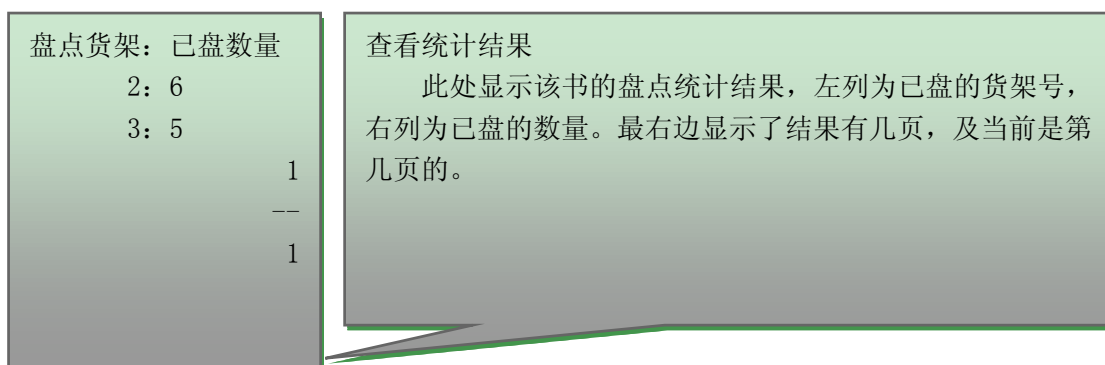 盘点货架：已盘数量
2：6
3：5
1
--
1
查看统计结果
此处显示该书的盘点统计结果，左列为已盘的货架号，
右列为已盘的数量。最右边显示了结果有几页，及当前是第
几页的。